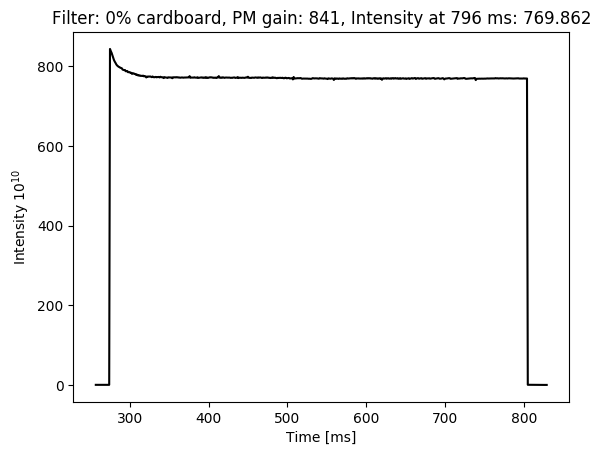 Filter: 0% cardboard, PM gain: 841, Intensity at 796 ms: 769.862
Intensity 10^10
800
600
400
200
0
300 400 500 600 700 800
Time [ms]